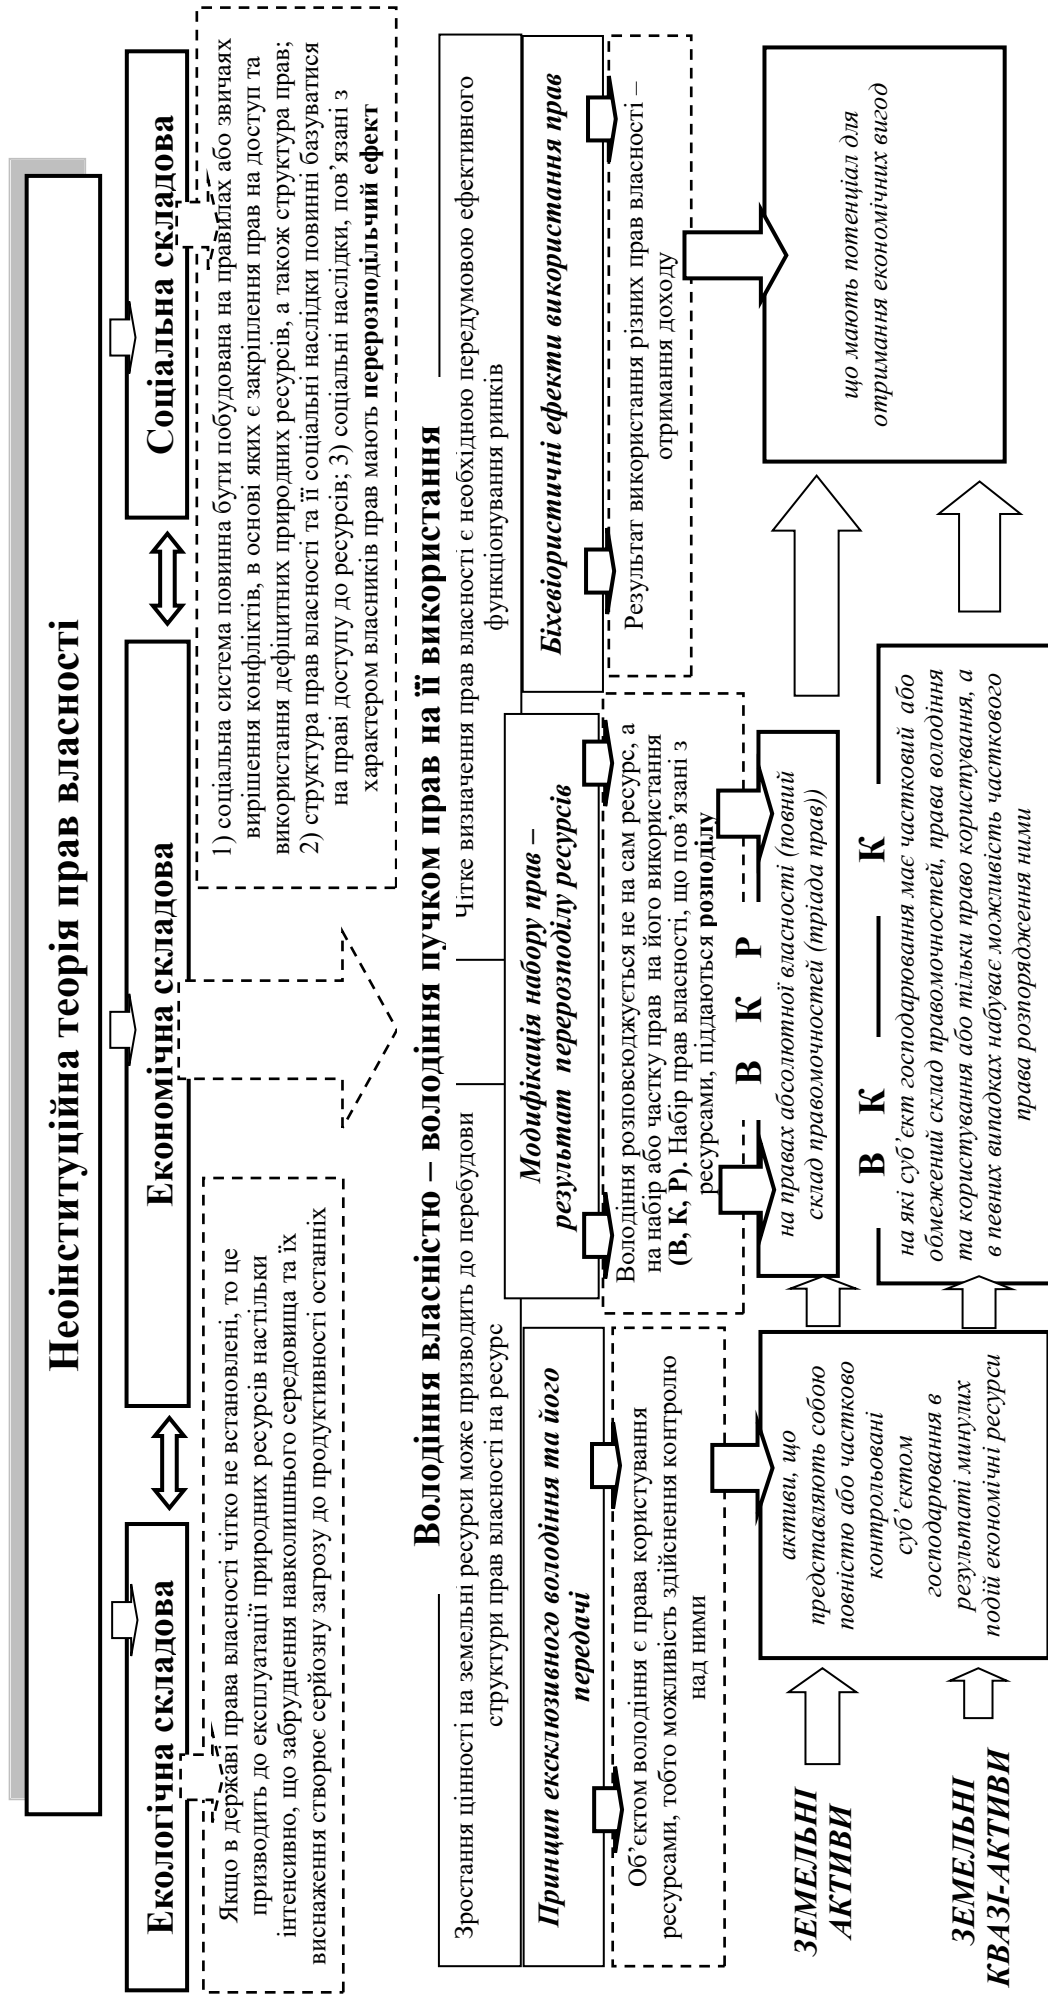 Неоінституційна теорія прав власності
Екологічна складова
Економічна складова
Соціальна складова
Якщо в державі права власності чітко не встановлені, то це
призводить до експлуатації природних ресурсів настільки
інтенсивно, що забруднення навколишнього середовища та їх
виснаження створює серйозну загрозу до продуктивності останніх
1) соціальна система повинна бути побудована на правилах або звичаях
вирішення конфліктів, в основі яких є закріплення прав на доступ та
використання дефіцитних природних ресурсів, а також структура прав;
2) структура прав власності та її соціальні наслідки повинні базуватися
на праві доступу до ресурсів; 3) соціальні наслідки, пов’язані з
характером власників прав мають перерозподільчий ефект
Володіння власністю – володіння пучком прав на її використання
Зростання цінності на земельні ресурси може призводить до перебудови
структури прав власності на ресурс
Чітке визначення прав власності є необхідною передумовою ефективного
функціонування ринків
Принцип ексклюзивного володіння та його
передачі
Модифікація набору прав –
результат перерозподілу ресурсів
Біхевіористичні ефекти використання прав
Об’єктом володіння є права користування
ресурсами, тобто можливість здійснення контролю
над ними
Володіння розповсюджується не на сам ресурс, а
на набір або частку прав на його використання
(В, К, Р). Набір прав власності, що пов’язані з
ресурсами, піддаються розподілу
Результат використання різних прав власності –
отримання доходу
В К Р
ЗЕМЕЛЬНІ
АКТИВИ
активи, що
представляють собою
повністю або частково
контрольовані
суб’єктом
господарювання в
результаті минулих
подій економічні ресурси
на правах абсолютної власності (повний
склад правомочностей (тріада прав))
що мають потенціал для
отримання економічних вигод
В К К
ЗЕМЕЛЬНІ
КВАЗІ-АКТИВИ
на які суб’єкт господарювання має частковий або
обмежений склад правомочностей, права володіння
та користування або тільки право користування, а
в певних випадках набуває можливість часткового
права розпорядження ними